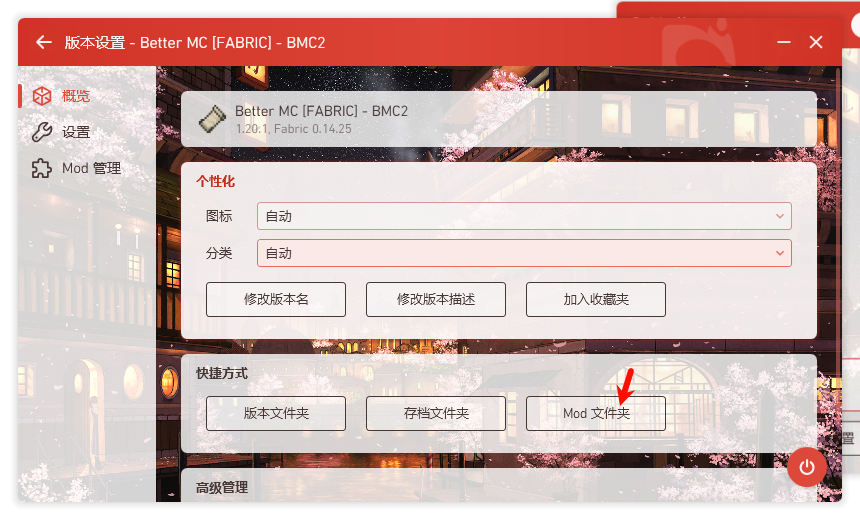 版本设置 - Better MC [FABRIC] - BMC2
概览
设置
Mod 管理
Better MC [FABRIC] - BMC2
1.20.1, Fabric 0.14.25
个性化
图标 自动
分类 自动
修改版本名 修改版本描述 加入收藏夹
快捷方式
版本文件夹 存档文件夹 Mod 文件夹
置
高级管理